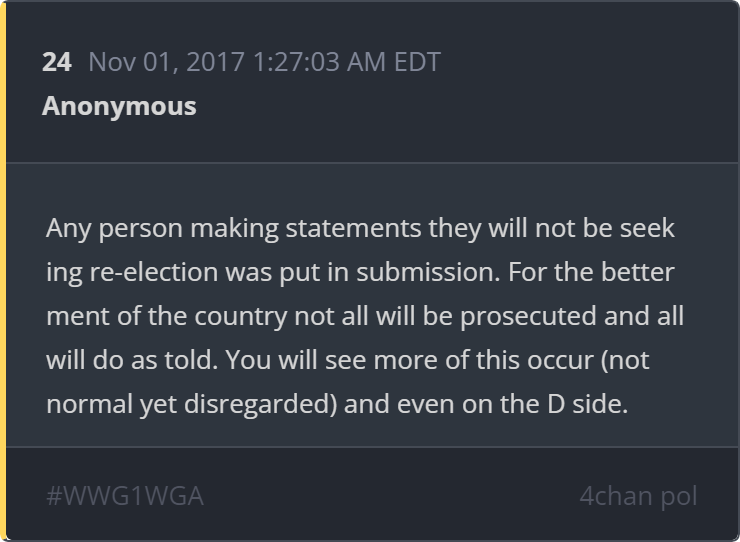 24 Nov 01, 2017 1:27:03 AM EDT
Anonymous
Any person making statements they will not be seek
ing re-election was put in submission. For the better
ment of the country not all will be prosecuted and all
will do as told. You will see more of this occur (not
normal yet disregarded) and even on the D side.
#WWG1WGA 4chan pol